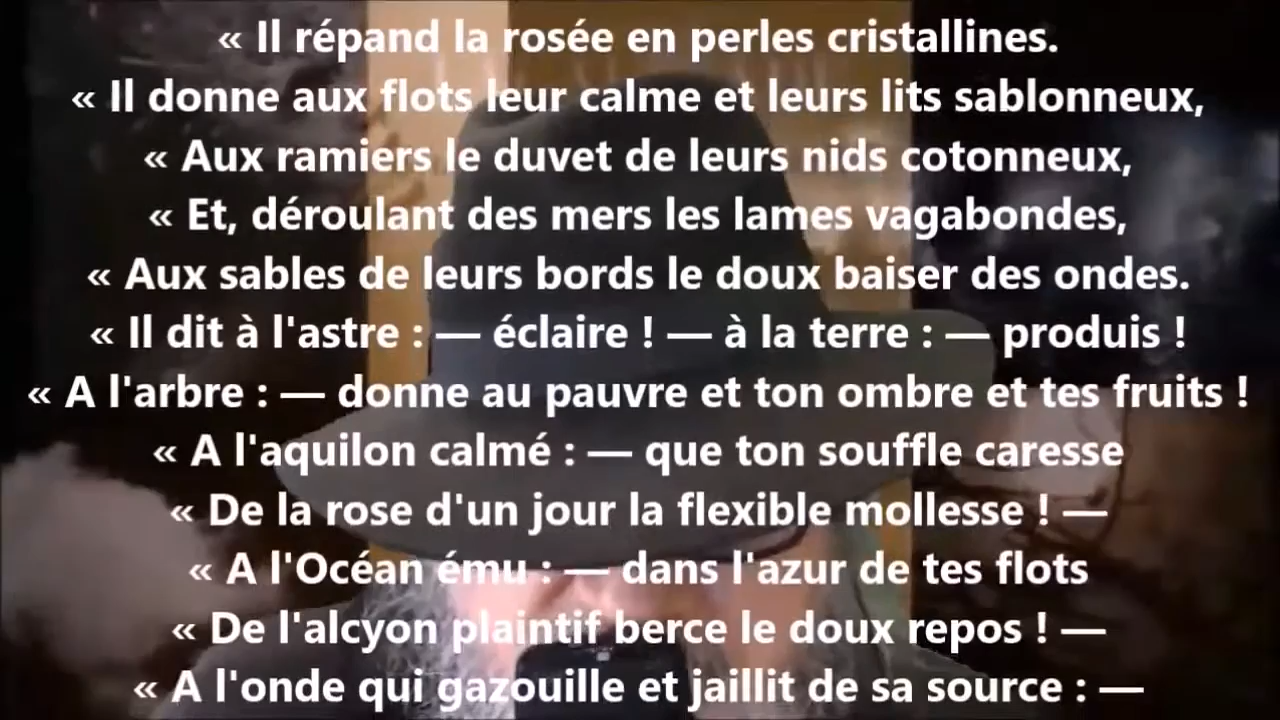 « Il répand la rosée en perles cristallines.
« Il donne aux flots leur calme et leurs lits sablonneux,
« Aux ramiers le duvet de leurs nids cotonneux,
« Et, déroulant des mers les lames vagabondes,
« Aux sables de leurs bords le doux baiser des ondes.
« Il dit à l'astre : — éclaire ! — à la terre : — produis !
« A l'arbre : — donne au pauvre et ton ombre et tes fruits !
« A l'aquilon calmé : — que ton souffle caresse
« De la rose d'un jour la flexible mollesse ! —
« A l'Océan ému : — dans l'azur de tes flots
« De l'alcyon plaintif berce le doux repos ! —
« A l'onde qui gazouille et jaillit de sa source : —